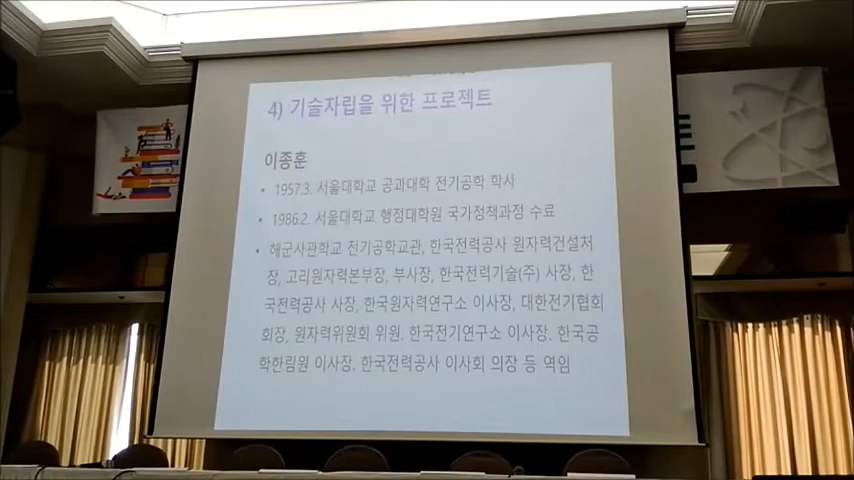 4) 기술자립을 위한 프로젝트
이종훈
• 1957.3. 서울대학교 공과대학 전기공학 학사
• 1986.2. 서울대학교 행정대학원 국가정책과정 수료
• 해군사관학교 전기공학교관, 한국전력공사 원자력건설처
장, 고리원자력본부장, 부사장, 한국전력기술(주) 사장, 한
국전력공사 사장, 한국원자력연구소 이사장, 대한전기협회
회장, 원자력위원회 위원. 한국전기연구소 이사장. 한국공
학한림원 이사장. 한국전력공사 이사회 의장 등 역임